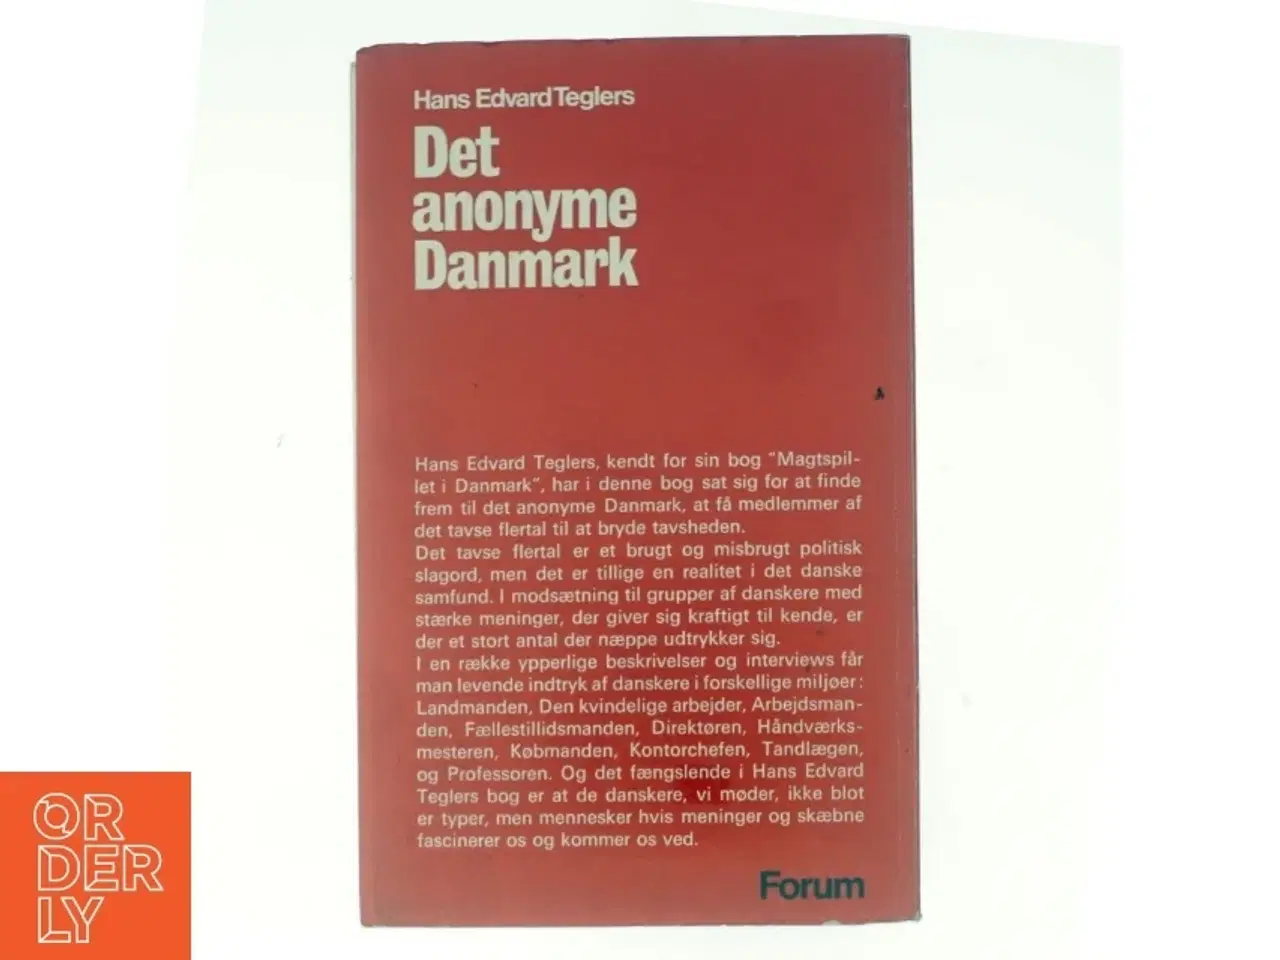 Hans Edvard Teglers
Det
anonyme
Danmark
Hans Edvard Teglers, kendt for sin bog "Magtspil-
let i Danmark", har i denne bog sat sig for at finde
frem til det anonyme Danmark, at få medlemmer af
det tavse flertal til at bryde tavsheden.
Det tavse flertal er et brugt og misbrugt politisk
slagord, men det er tillige en realitet i det danske
samfund. I modsætning til grupper af danskere med
stærke meninger, der giver sig kraftigt til kende, er
der et stort antal der næppe udtrykker sig.
I en række ypperlige beskrivelser og interviews får
man levende indtryk af danskere i forskellige miljøer:
Landmanden, Den kvindelige arbejder, Arbejdsman-
den, Fællestillidsmanden, Direktøren, Håndværks-
mesteren, Købmanden, Kontorchefen, Tandlægen,
og Professoren. Og det fængslende i Hans Edvard
Teglers bog er at de danskere, vi møder, ikke blot
er typer, men mennesker hvis meninger og skæbne
fascinerer os og kommer os ved.
Forum
OR
DER
LY